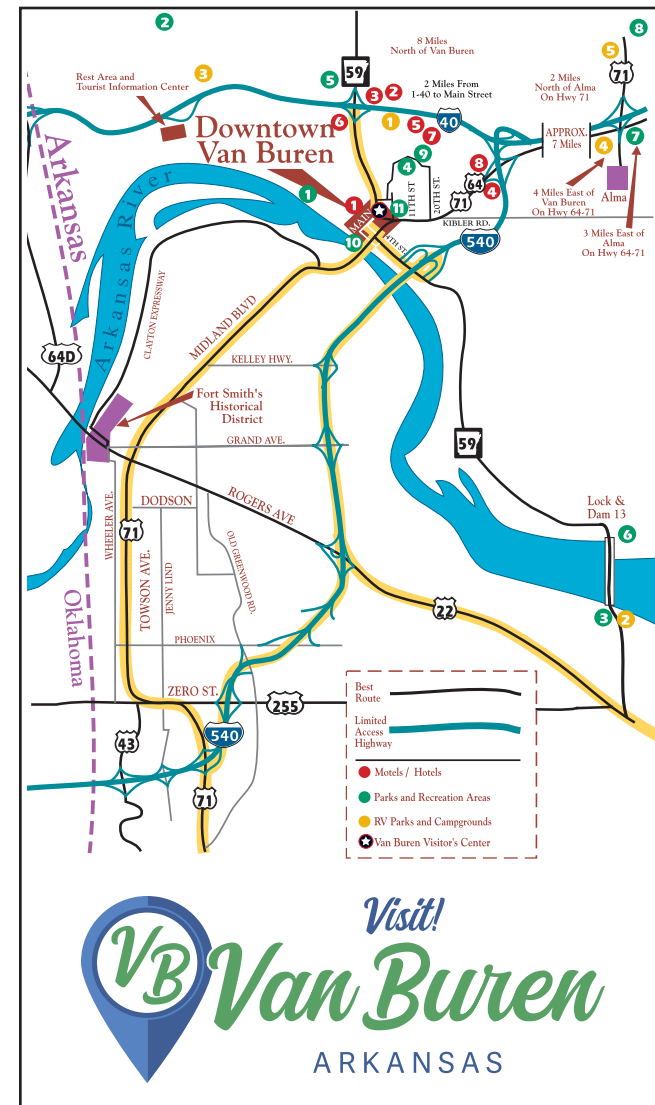 2
8
8 Miles
North of Van Buren
5
3
Rest Area and
Tourist Information Center
59
5
3
2
71
2 Miles
North of Alma
On Hwy 71
2 Miles From
1-40 to Main Street
6
1
5
7
40
APPROX.
7 Miles
4
7
Arkansas
Downtown
Van Buren
9
4
8
64
4
71
Alma
Arkansas River
1
1
MAIN
11
11TH ST
20TH ST.
KIBLER RD.
4 Miles East of
Van Buren
On Hwy 64-71
3 Miles East of
Alma
On Hwy 64-71
10
4TH ST.
540
CLAYTON EXPRESSWAY
MIDLAND BLVD
64D
KELLEY HWY.
Fort Smith's
Historical
District
GRAND AVE.
59
ROGERS AVE
DODSON
WHEELER AVE.
Lock &
Dam 13
71
6
TOWSON AVE.
JENNY LIND
OLD GREENWOOD RD.
Oklahoma
22
3
2
PHOENIX
ZERO ST.
255
43
540
71
Best
Route
Limited
Access
Highway
Motels / Hotels
Parks and Recreation Areas
RV Parks and Campgrounds
Van Buren Visitor's Center
Visit!
VB
Van Buren
ARKANSAS